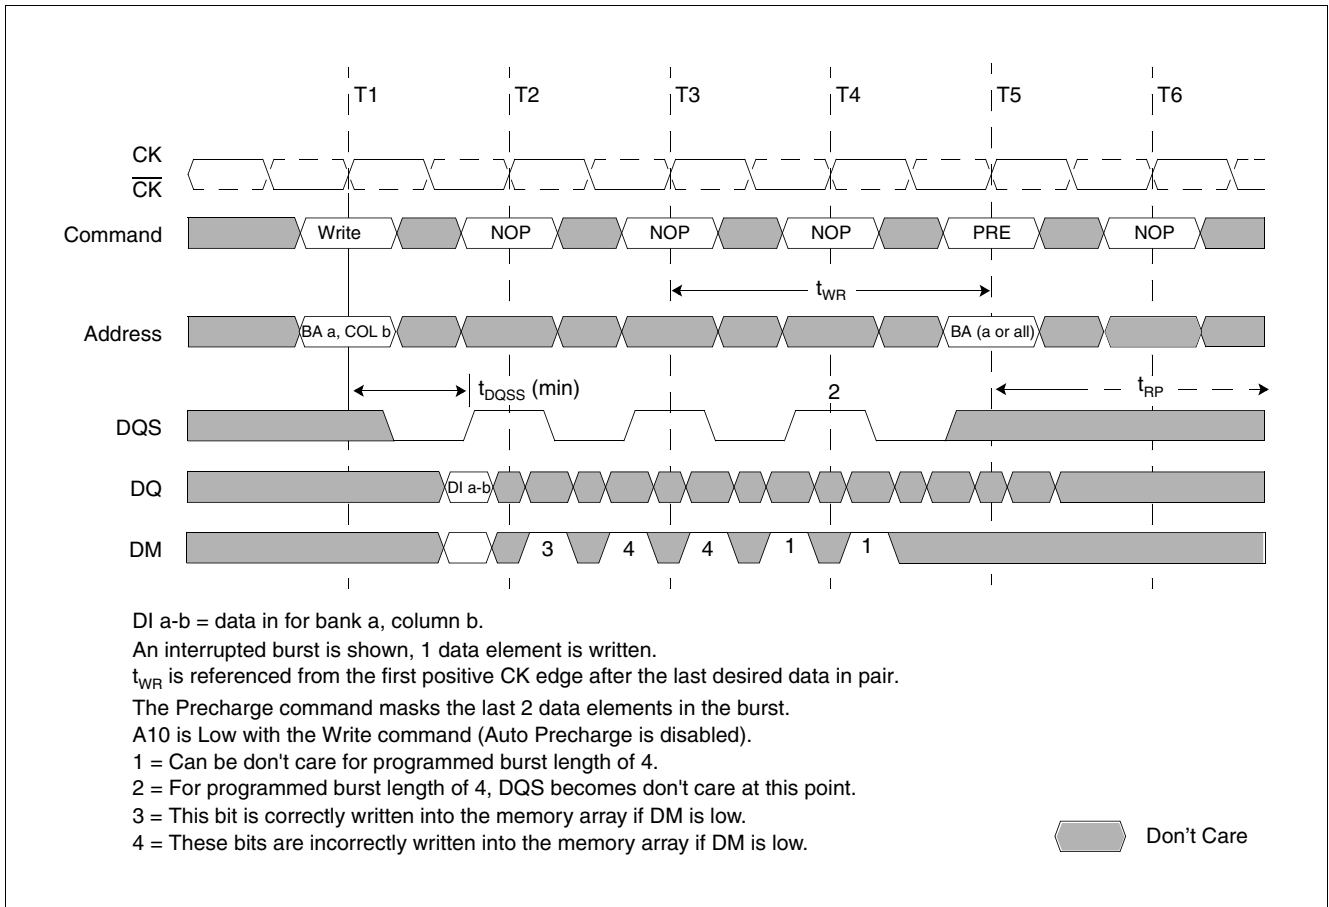 T1 T2 T3 T4 T5 T6
CK
CK
Command Write NOP NOP NOP PRE NOP
tWR
Address BA a, COL b BA (a or all)
tDQSS (min) 2 tRP
DQS
DQ DI a-b
DM 3 4 4 1 1
DI a-b = data in for bank a, column b.
An interrupted burst is shown, 1 data element is written.
tWR is referenced from the first positive CK edge after the last desired data in pair.
The Precharge command masks the last 2 data elements in the burst.
A10 is Low with the Write command (Auto Precharge is disabled).
1 = Can be don't care for programmed burst length of 4.
2 = For programmed burst length of 4, DQS becomes don't care at this point.
3 = This bit is correctly written into the memory array if DM is low.
4 = These bits are incorrectly written into the memory array if DM is low.
Don't Care